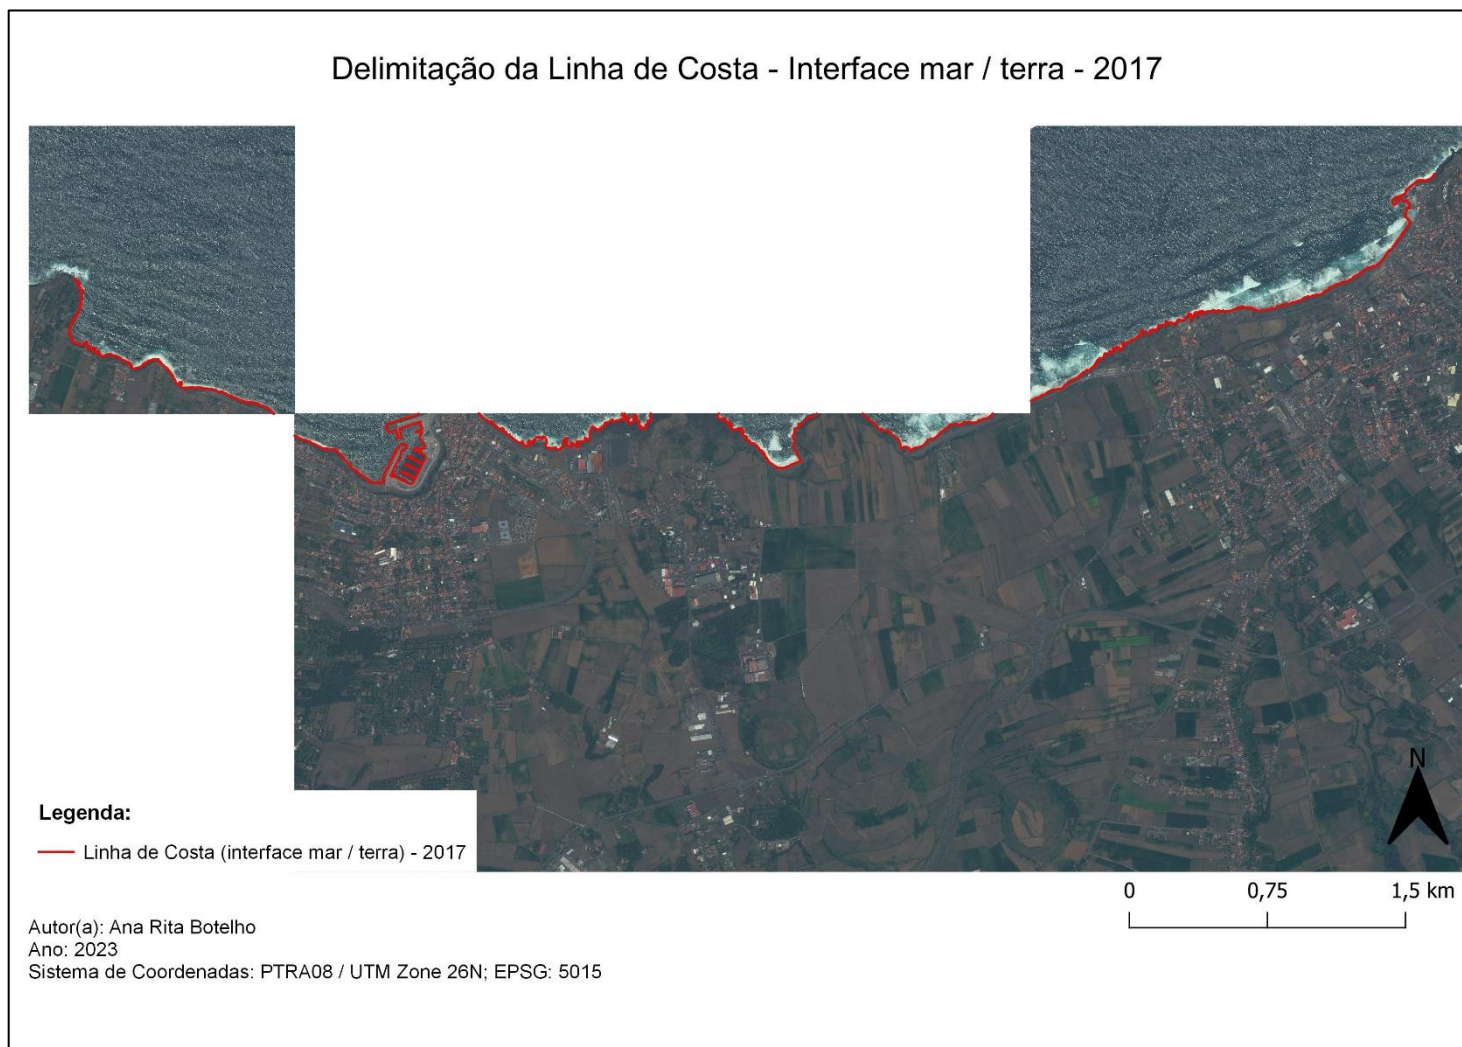 Delimitação da Linha de Costa - Interface mar / terra - 2017
N
Legenda:
Linha de Costa (interface mar / terra) - 2017
0 0,75 1,5 km
Autor(a): Ana Rita Botelho
Ano: 2023
Sistema de Coordenadas: PTRA08 / UTM Zone 26N; EPSG: 5015